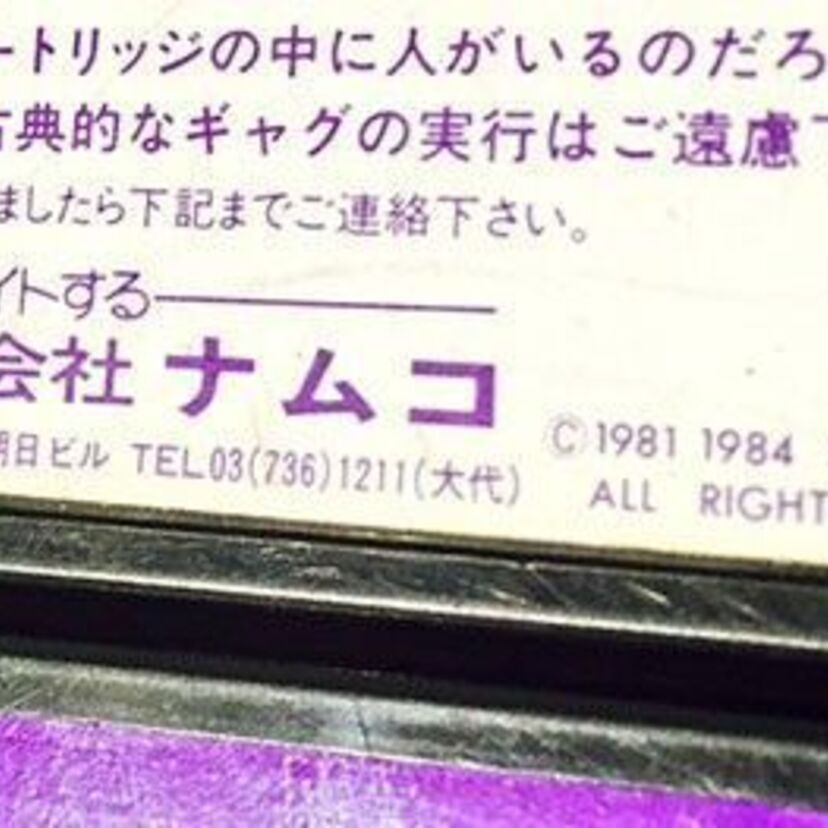 ートリッジの中に人がいるのだろ
古典的なギャグの実行はご遠慮下
ましたら下記までご連絡下さい。
イトする
会社 ナムコ
明日ビル TEL03(736)1211(大代)
©1981 1984
ALL RIGHT